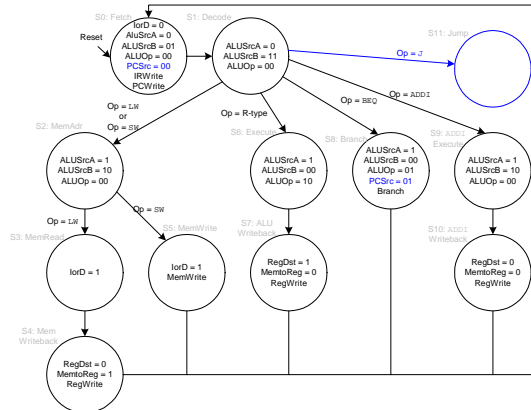 S0: Fetch
S1: Decode
S11: Jump
Reset
IorD = 0
AluSrcA = 0
ALUSrcB = 01
ALUOp = 00
PCSrc = 00
IRWrite
PCWrite
ALUSrcA = 0
ALUSrcB = 11
ALUOp = 00
Op = J
Op = LW
or
Op = SW
Op = R-type
Op = BEQ
Op = ADDI
S2: MemAdr
S6: Execute
S8: Branch
S9: ADDI
Execute
ALUSrcA = 1
ALUSrcB = 10
ALUOp = 00
ALUSrcA = 1
ALUSrcB = 00
ALUOp = 10
ALUSrcA = 1
ALUSrcB = 00
ALUOp = 01
PCSrc = 01
Branch
ALUSrcA = 1
ALUSrcB = 10
ALUOp = 00
Op = LW
Op = SW
S3: MemRead
S5: MemWrite
S7: ALU
Writeback
S10: ADDI
Writeback
IorD = 1
IorD = 1
MemWrite
RegDst = 1
MemtoReg = 0
RegWrite
RegDst = 0
MemtoReg = 0
RegWrite
S4: Mem
Writeback
RegDst = 0
MemtoReg = 1
RegWrite